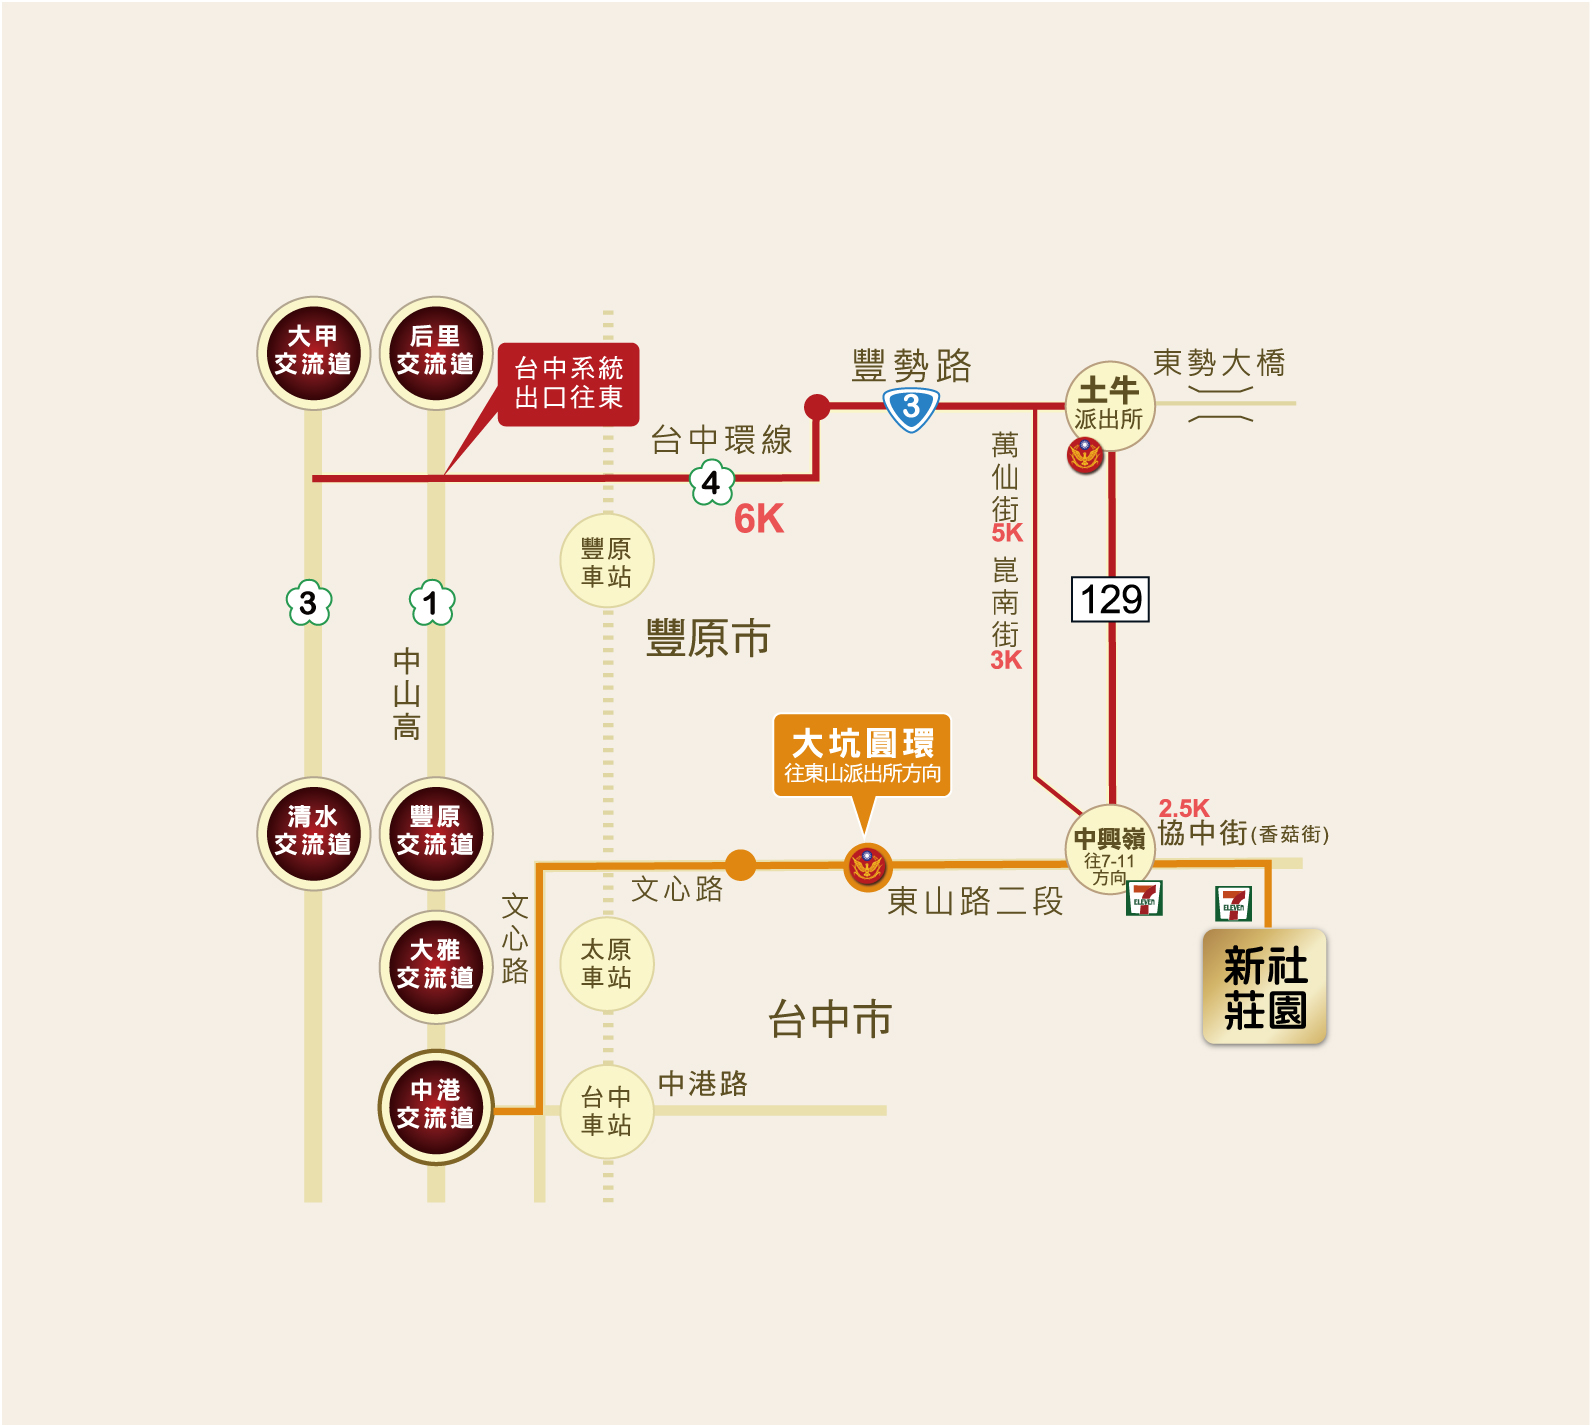 大甲
交流道
后里
交流道
台中系統
出口往東
台中環線
4
6K
豐勢路
3
土牛
派出所
東勢大橋
萬仙街
5K
崑南街
3K
129
3
1
中山高
豐原
車站
豐原市
清水
交流道
豐原
交流道
大坑圓環
往東山派出所方向
中興嶺
往7-11
方向
2.5K
協中街(香菇街)
7
ELEVEn
7
ELEVEn
文心路
東山路二段
文心路
大雅
交流道
太原
車站
新社
莊園
台中市
中港
交流道
台中
車站
中港路